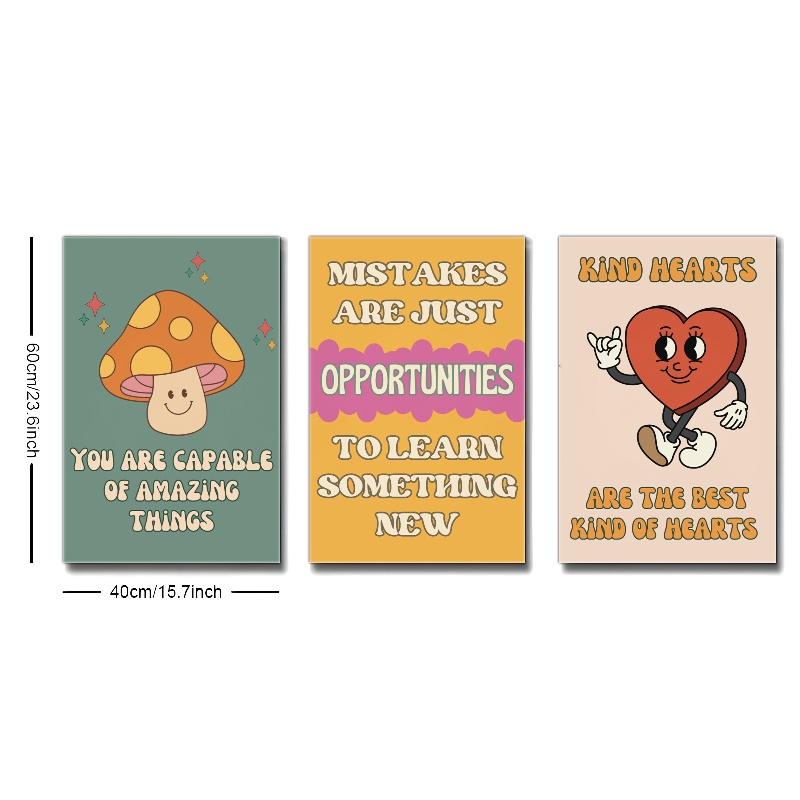 60cm/23.6inch
40cm/15.7inch
YOU ARE CAPABLE
OF AMAZING
THINGS
MISTAKES
ARE JUST
OPPORTUNITIES
TO LEARN
SOMETHING
NEW
KIND HEARTS
ARE THE BEST
KIND OF HEARTS